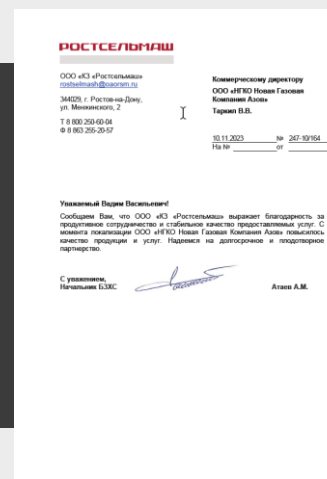 РОСТСЕЛЬМАШ
ООО «КЗ «Ростсельмаш»
rostselmash@oaorsm.ru
344029, г. Ростов-на-Дону,
ул. Менжинского, 2
Т 8 800 250-60-04
Ф 8 863 255-20-57
Коммерческому директору
ООО «НГКО Новая Газовая
Компания Азов»
Таркил В.В.
10.11.2023 № 247-10/164
На № от
Уважаемый Вадим Васильевич!
Сообщаем Вам, что ООО «КЗ «Ростсельмаш» выражает благодарность за
продуктивное сотрудничество и стабильное качество предоставляемых услуг. С
момента локализации ООО «НГКО Новая Газовая Компания Азов» повысилось
качество продукции и услуг. Надеемся на долгосрочное и плодотворное
партнерство.
С уважением,
Начальник БЗХС Атаев А.М.